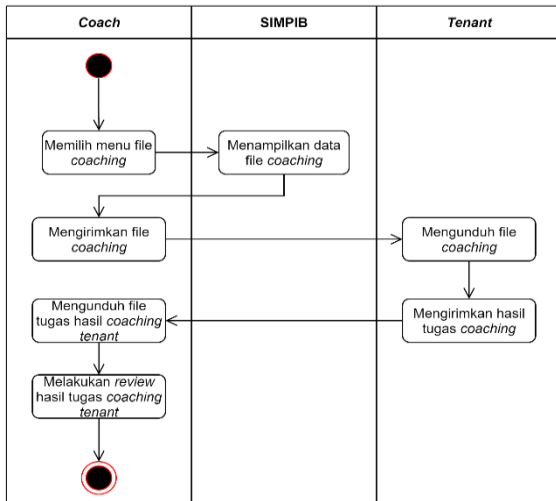 Coach
SIMPIB
Tenant
Memilih menu file
coaching
Menampilkan data
file coaching
Mengirimkan file
coaching
Mengunduh file
coaching
Mengirimkan hasil
tugas coaching
Mengunduh file
tugas hasil coaching
tenant
Melakukan review
hasil tugas coaching
tenant